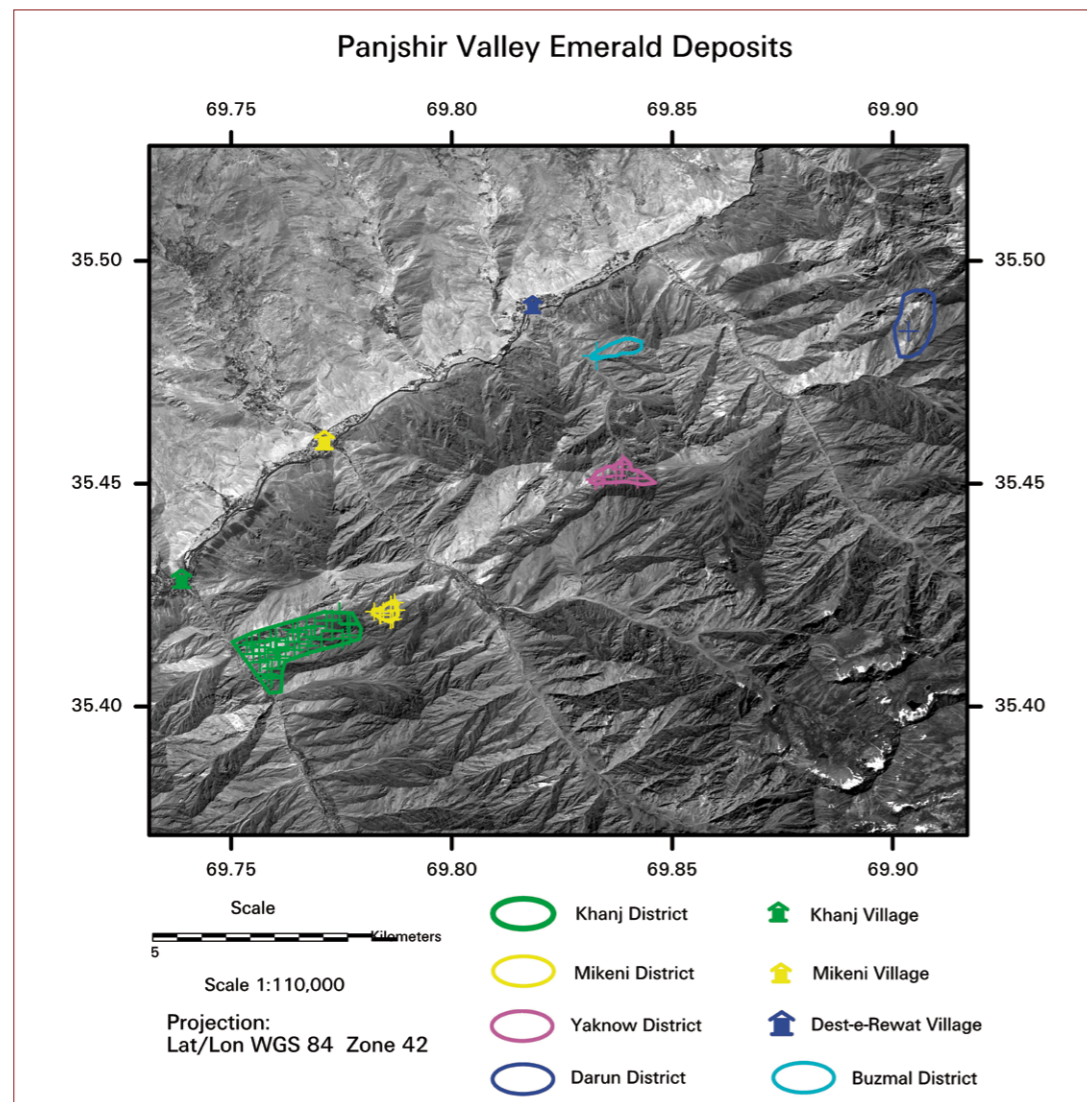 Panjshir Valley Emerald Deposits
69.75 69.80 69.85 69.90
35.50 35.50
35.45 35.45
35.40 35.40
69.75 69.80 69.85 69.90
Scale
Kilometers
5
Scale 1:110,000
Projection:
Lat/Lon WGS 84 Zone 42
Khanj District Khanj Village
Mikeni District Mikeni Village
Yaknow District Dest-e-Rewat Village
Darun District Buzmal District